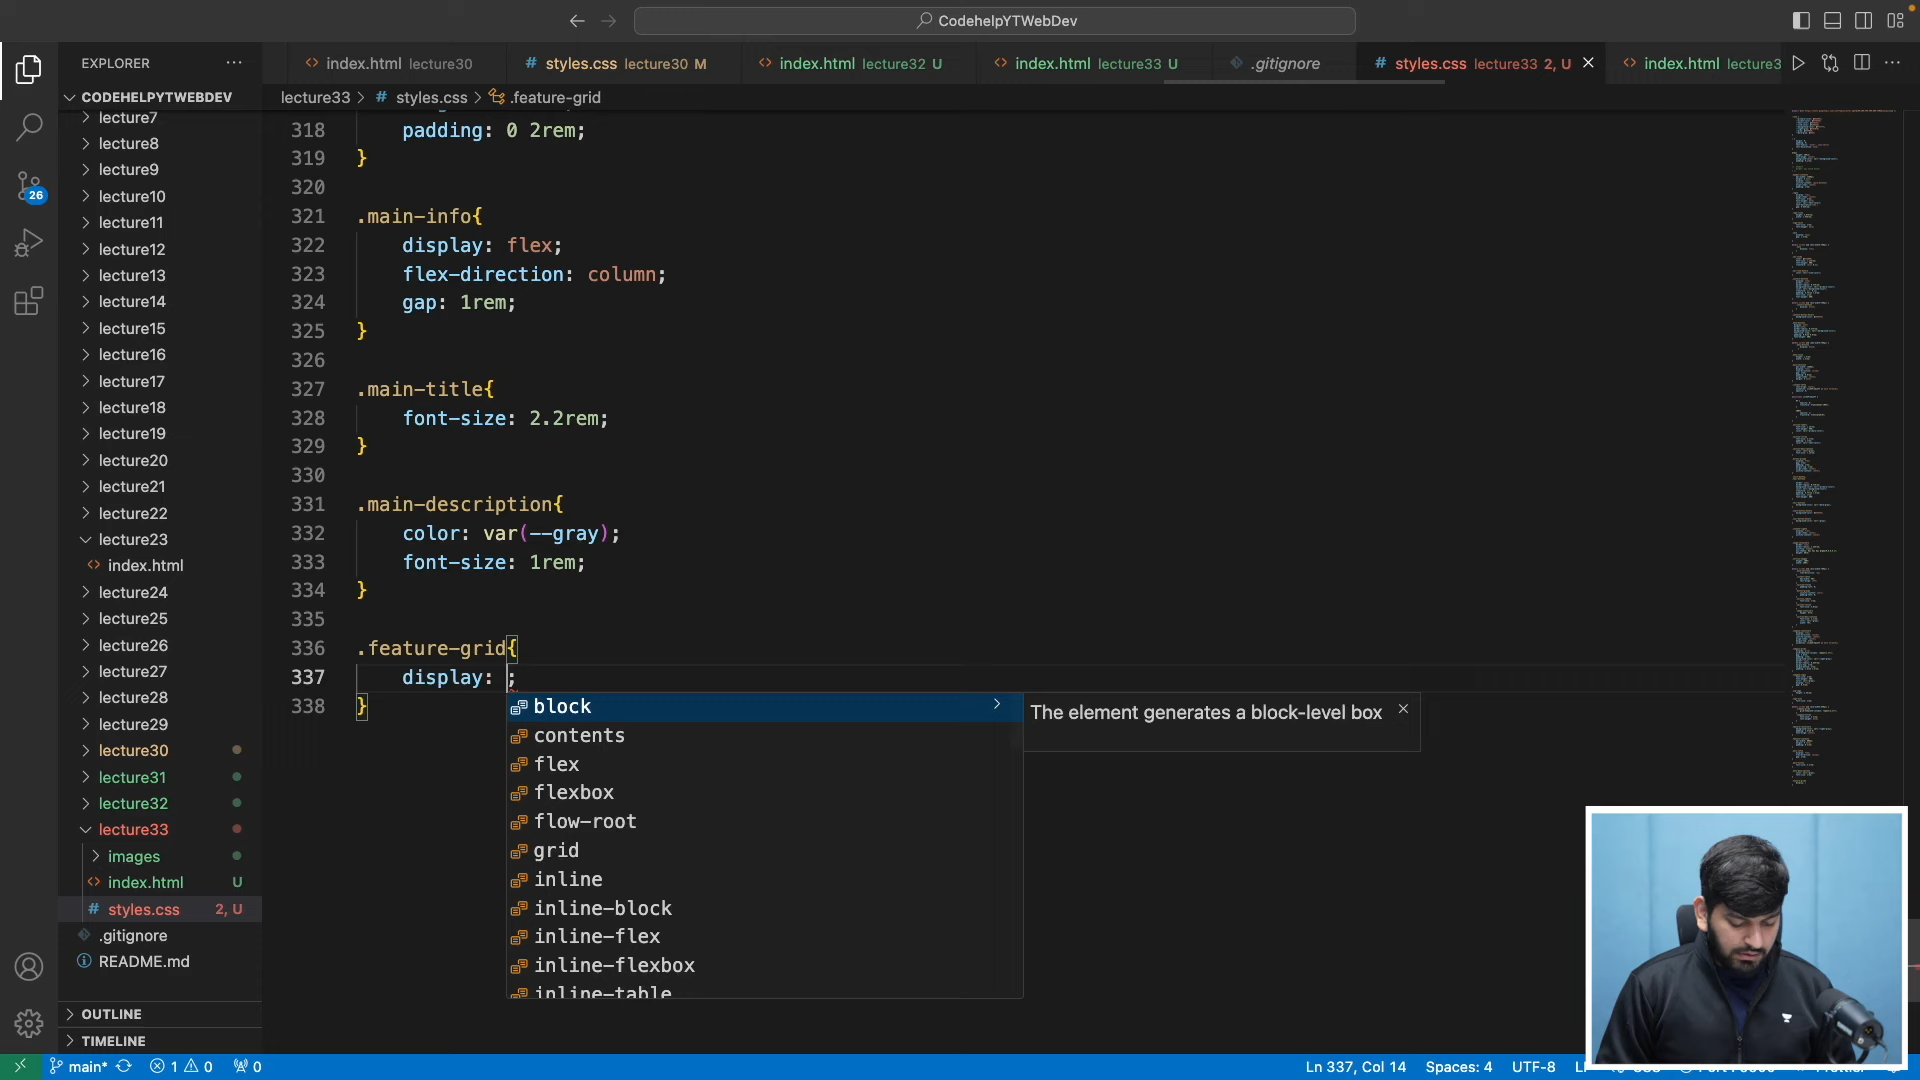 CodehelpYTWebDev
EXPLORER
index.html lecture30
styles.css lecture30 M
index.html lecture32 U
index.html lecture33 U
.gitignore
styles.css lecture33 2, U
index.html lecture3
CODEHELPYTWEBDEV
lecture33 > # styles.css > .feature-grid
lecture7
lecture8
lecture9
lecture10
lecture11
lecture12
lecture13
lecture14
lecture15
lecture16
lecture17
lecture18
lecture19
lecture20
lecture21
lecture22
lecture23
index.html
lecture24
lecture25
lecture26
lecture27
lecture28
lecture29
lecture30
lecture31
lecture32
lecture33
images
index.html U
# styles.css 2, U
.gitignore
README.md
OUTLINE
TIMELINE
26
318 padding: 0 2rem;
319 }
320
321 .main-info{
322 display: flex;
323 flex-direction: column;
324 gap: 1rem;
325 }
326
327 .main-title{
328 font-size: 2.2rem;
329 }
330
331 .main-description{
332 color: var(--gray);
333 font-size: 1rem;
334 }
335
336 .feature-grid{
337 display: ;
338 }
block
contents
flex
flexbox
flow-root
grid
inline
inline-block
inline-flex
inline-flexbox
inline-table
The element generates a block-level box
main* 1 0 0
Ln 337, Col 14 Spaces: 4 UTF-8